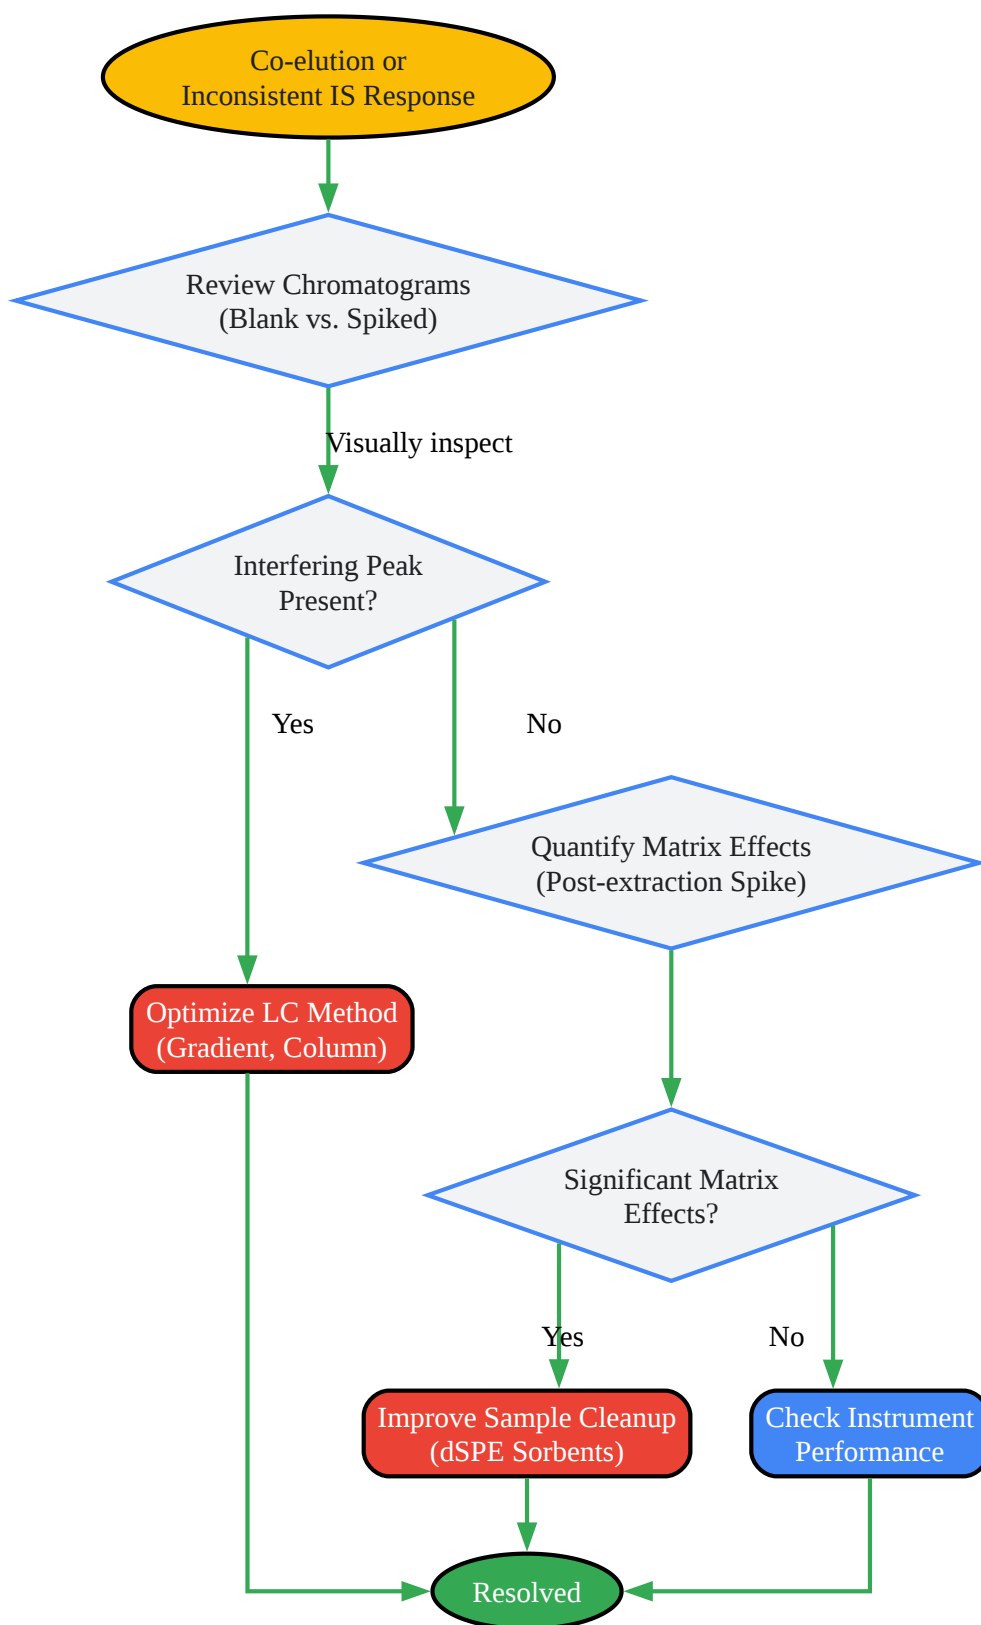 Co-elution or
Inconsistent IS Response
Review Chromatograms
(Blank vs. Spiked)
Visually inspect
Interfering Peak
Present?
Yes
No
Quantify Matrix Effects
(Post-extraction Spike)
Optimize LC Method
(Gradient, Column)
Significant Matrix
Effects?
Yes
No
Improve Sample Cleanup
(dSPE Sorbents)
Check Instrument
Performance
Resolved